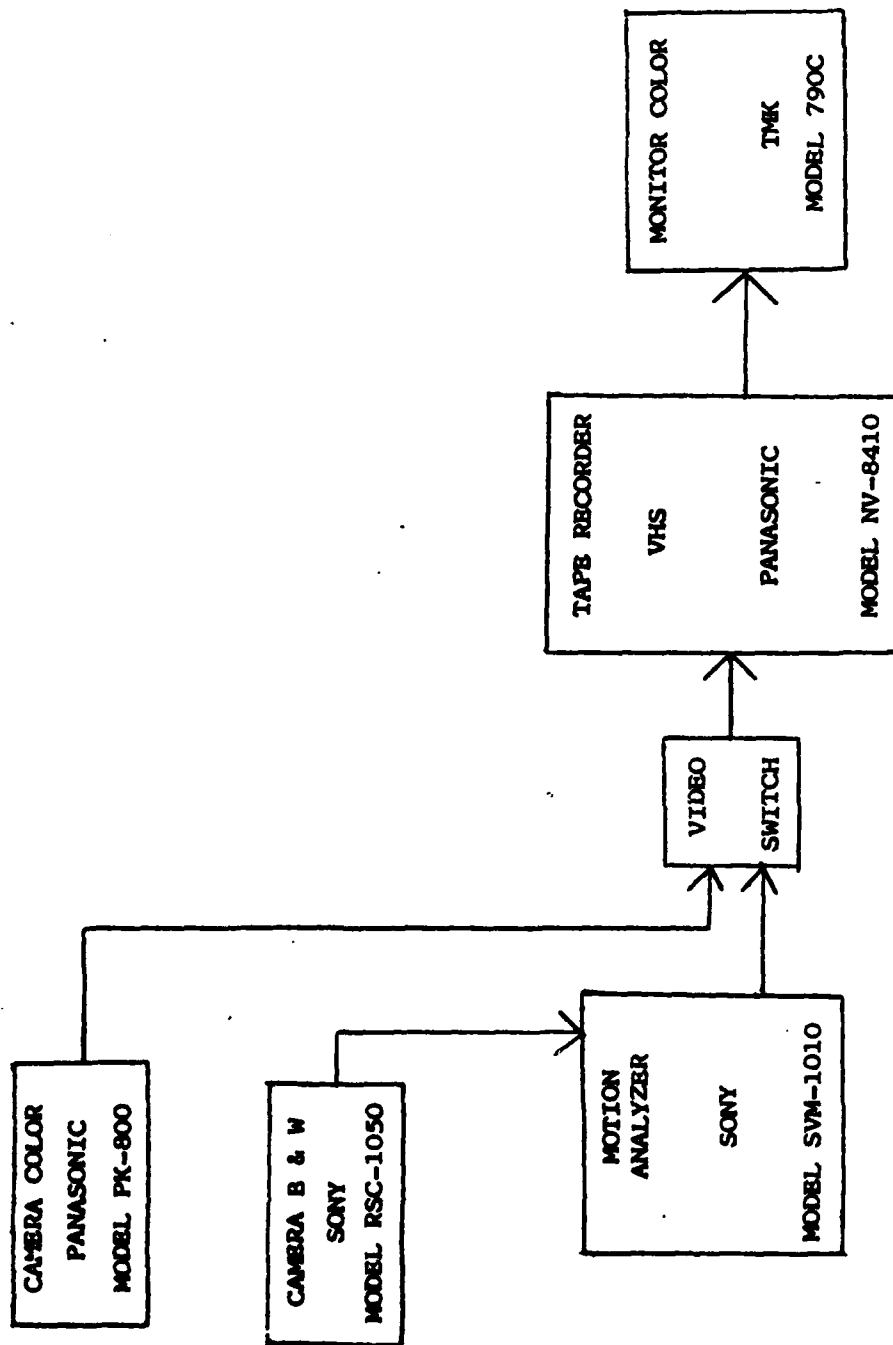 CAMERA COLOR
PANASONIC
MODEL PK-800
CAMERA B & W
SONY
MODEL RSC-1050
MOTION
ANALYZER
SONY
MODEL SVM-1010
VIDEO
SWITCH
TAPE RECORDER
VHS
PANASONIC
MODEL NV-8410
MONITOR COLOR
TMK
MODEL 790C